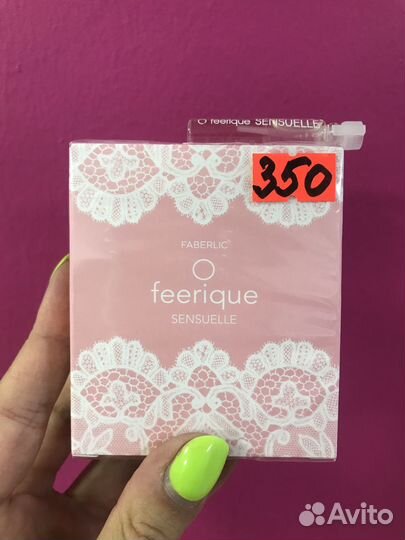 O feerique SENSUELLE
350
FABERLIC
O
feerique
SENSUELLE
Avito